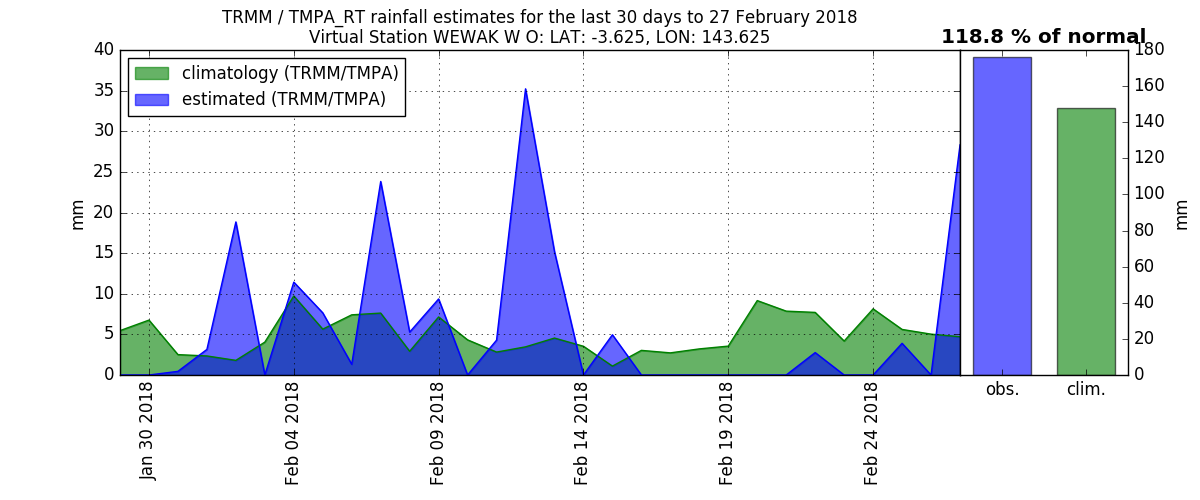 TRMM / TMPA_RT rainfall estimates for the last 30 days to 27 February 2018
Virtual Station WEWAK W O: LAT: -3.625, LON: 143.625
118.8 % of normal
climatology (TRMM/TMPA)
estimated (TRMM/TMPA)
40
35
30
25
20
15
10
5
0
mm
Jan 30 2018
Feb 04 2018
Feb 09 2018
Feb 14 2018
Feb 19 2018
Feb 24 2018
180
160
140
120
100
80
60
40
20
0
mm
obs.
clim.